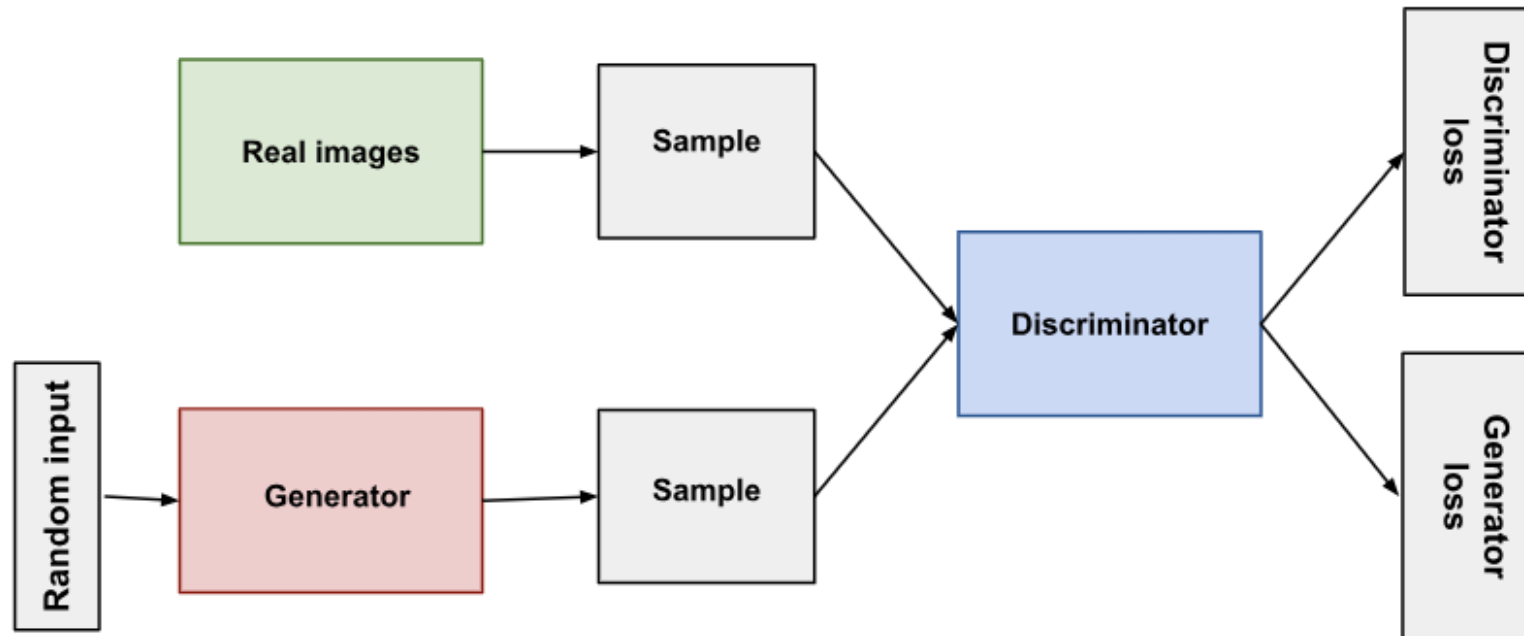 Real images
Sample
Discriminator
loss
Random input
Generator
Sample
Discriminator
Generator
loss